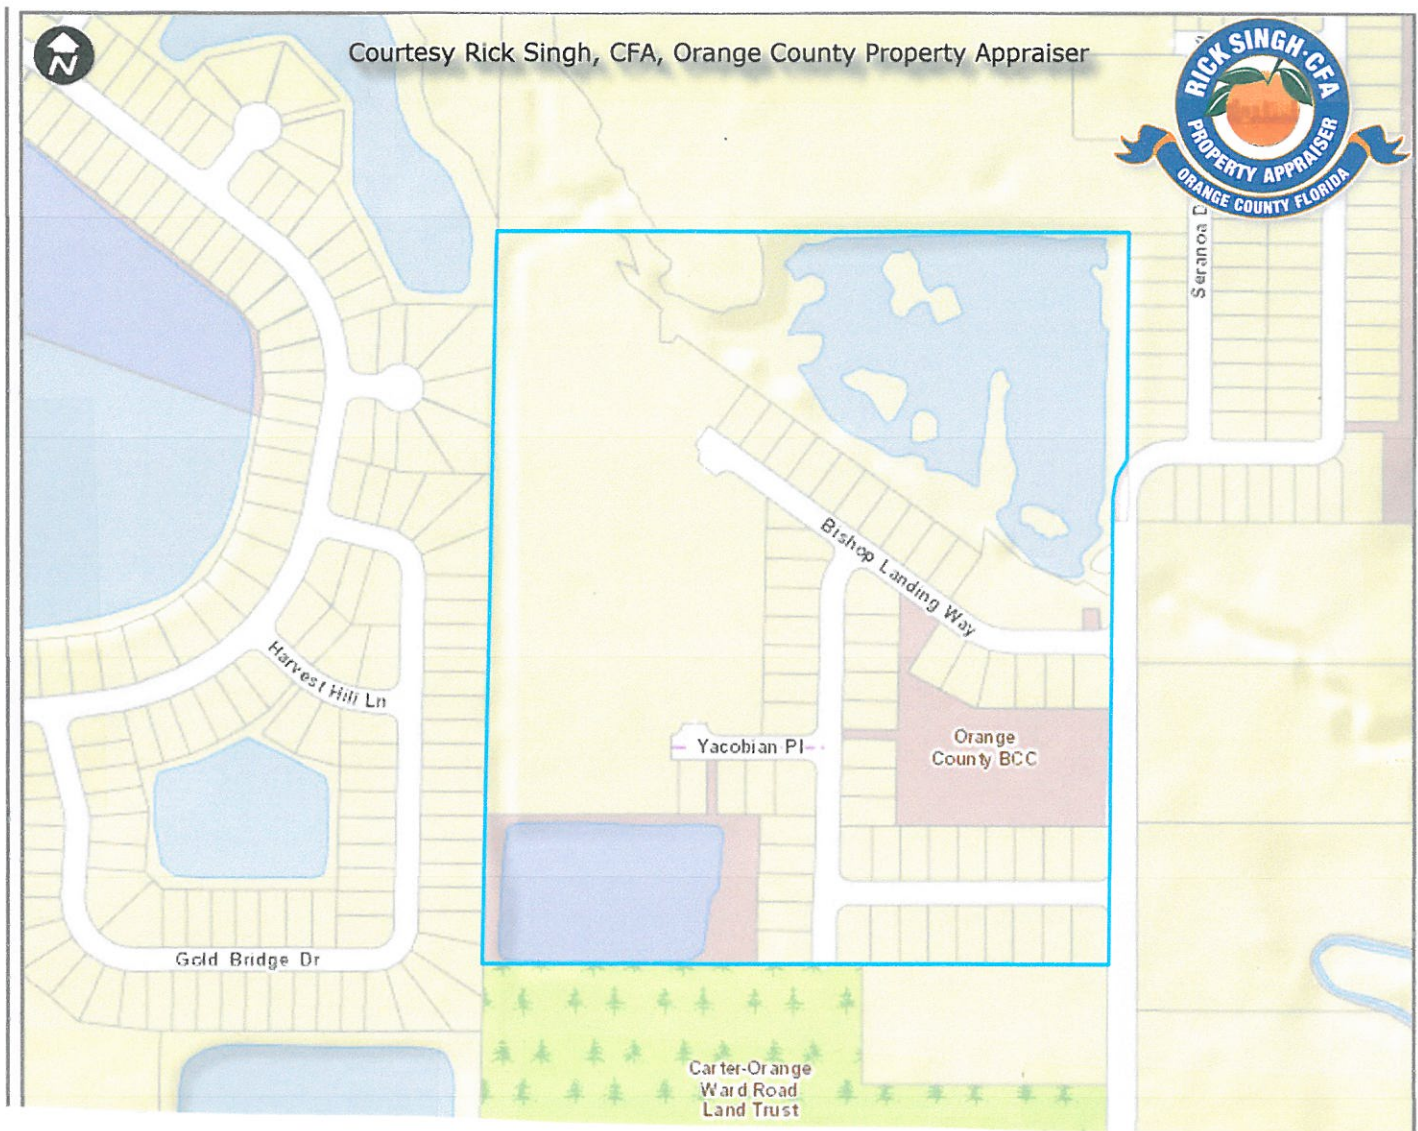 N
Courtesy Rick Singh, CFA, Orange County Property Appraiser
RICK SINGH, CFA
PROPERTY APPRAISER
ORANGE COUNTY FLORIDA
Seranoa D
Bishop Landing Way
Harvest Hill Ln
Yacobian Pl
Orange
County BCC
Gold Bridge Dr
Carter-Orange
Ward Road
Land Trust